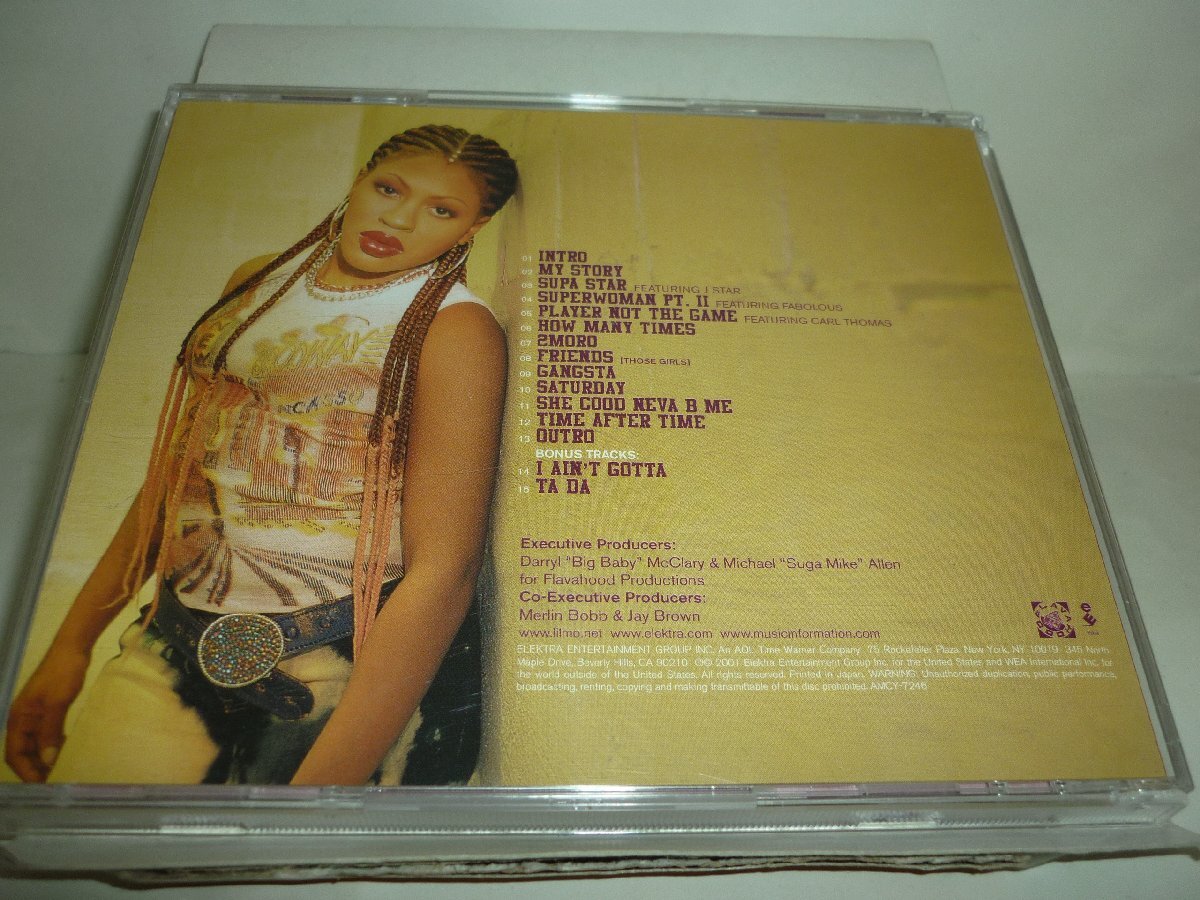 01 INTRO
02 MY STORY
03 SUPA STAR FEATURING J STAR
04 SUPERWOMAN PT. II FEATURING FABOLOUS
05 PLAYER NOT THE GAME FEATURING CARL THOMAS
06 HOW MANY TIMES
07 2MORO
08 FRIENDS [THOSE GIRLS]
09 GANGSTA
10 SATURDAY
11 SHE COOD NEVA B ME
12 TIME AFTER TIME
13 OUTRO
BONUS TRACKS:
14 I AIN'T GOTTA
15 TA DA
Executive Producers:
Darryl "Big Baby" McClary & Michael "Suga Mike" Allen
for Flavahood Productions
Co-Executive Producers:
Merlin Bobb & Jay Brown
www.lilmo.net www.elektra.com www.musicinformation.com
ELEKTRA ENTERTAINMENT GROUP INC. An AOL Time Warner Company. 75 Rockefeller Plaza, New York, NY 10019. 345 North
Maple Drive, Beverly Hills, CA 90210. ℗© 2001 Elektra Entertainment Group Inc. for the United States and WEA International Inc. for
the world outside of the United States. All rights reserved. Printed in Japan. WARNING: Unauthorized duplication, public performance,
broadcasting, renting, copying and making transmittable of this disc prohibited. AMCY-7246